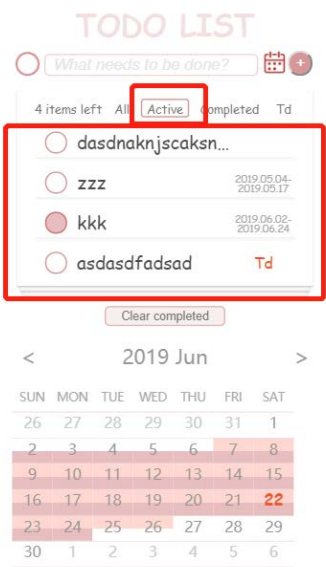 TODO LIST
What needs to be done? +
4 items left All Active Completed Td
dasdnaknjscaksn...
zzz 2019.05.04-
2019.05.17
kkk 2019.06.02-
2019.06.24
asdasdfadsad Td
Clear completed
< 2019 Jun >
SUN MON TUE WED THU FRI SAT
26 27 28 29 30 31 1
2 3 4 5 6 7 8
9 10 11 12 13 14 15
16 17 18 19 20 21 22
23 24 25 26 27 28 29
30 1 2 3 4 5 6